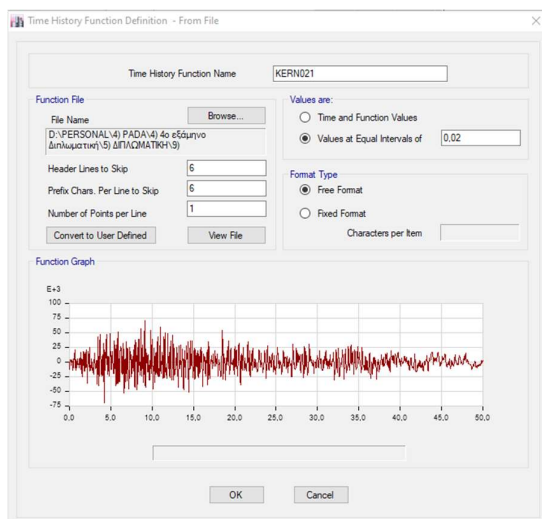 Time History Function Definition - From File
Time History Function Name
KERN021
Function File
File Name
Browse...
D:\PERSONAL\4) PADA\4) 4ο εξάμηνο
Διπλωματική\5) ΔΙΠΛΩΜΑΤΙΚΗ\9)
Header Lines to Skip
6
Prefix Chars. Per Line to Skip
6
Number of Points per Line
1
Convert to User Defined
View File
Values are:
Time and Function Values
Values at Equal Intervals of
0,02
Format Type
Free Format
Fixed Format
Characters per Item
Function Graph
E+3
100
75
50
25
0
-25
-50
-75
0,0 5,0 10,0 15,0 20,0 25,0 30,0 35,0 40,0 45,0 50,0
OK
Cancel